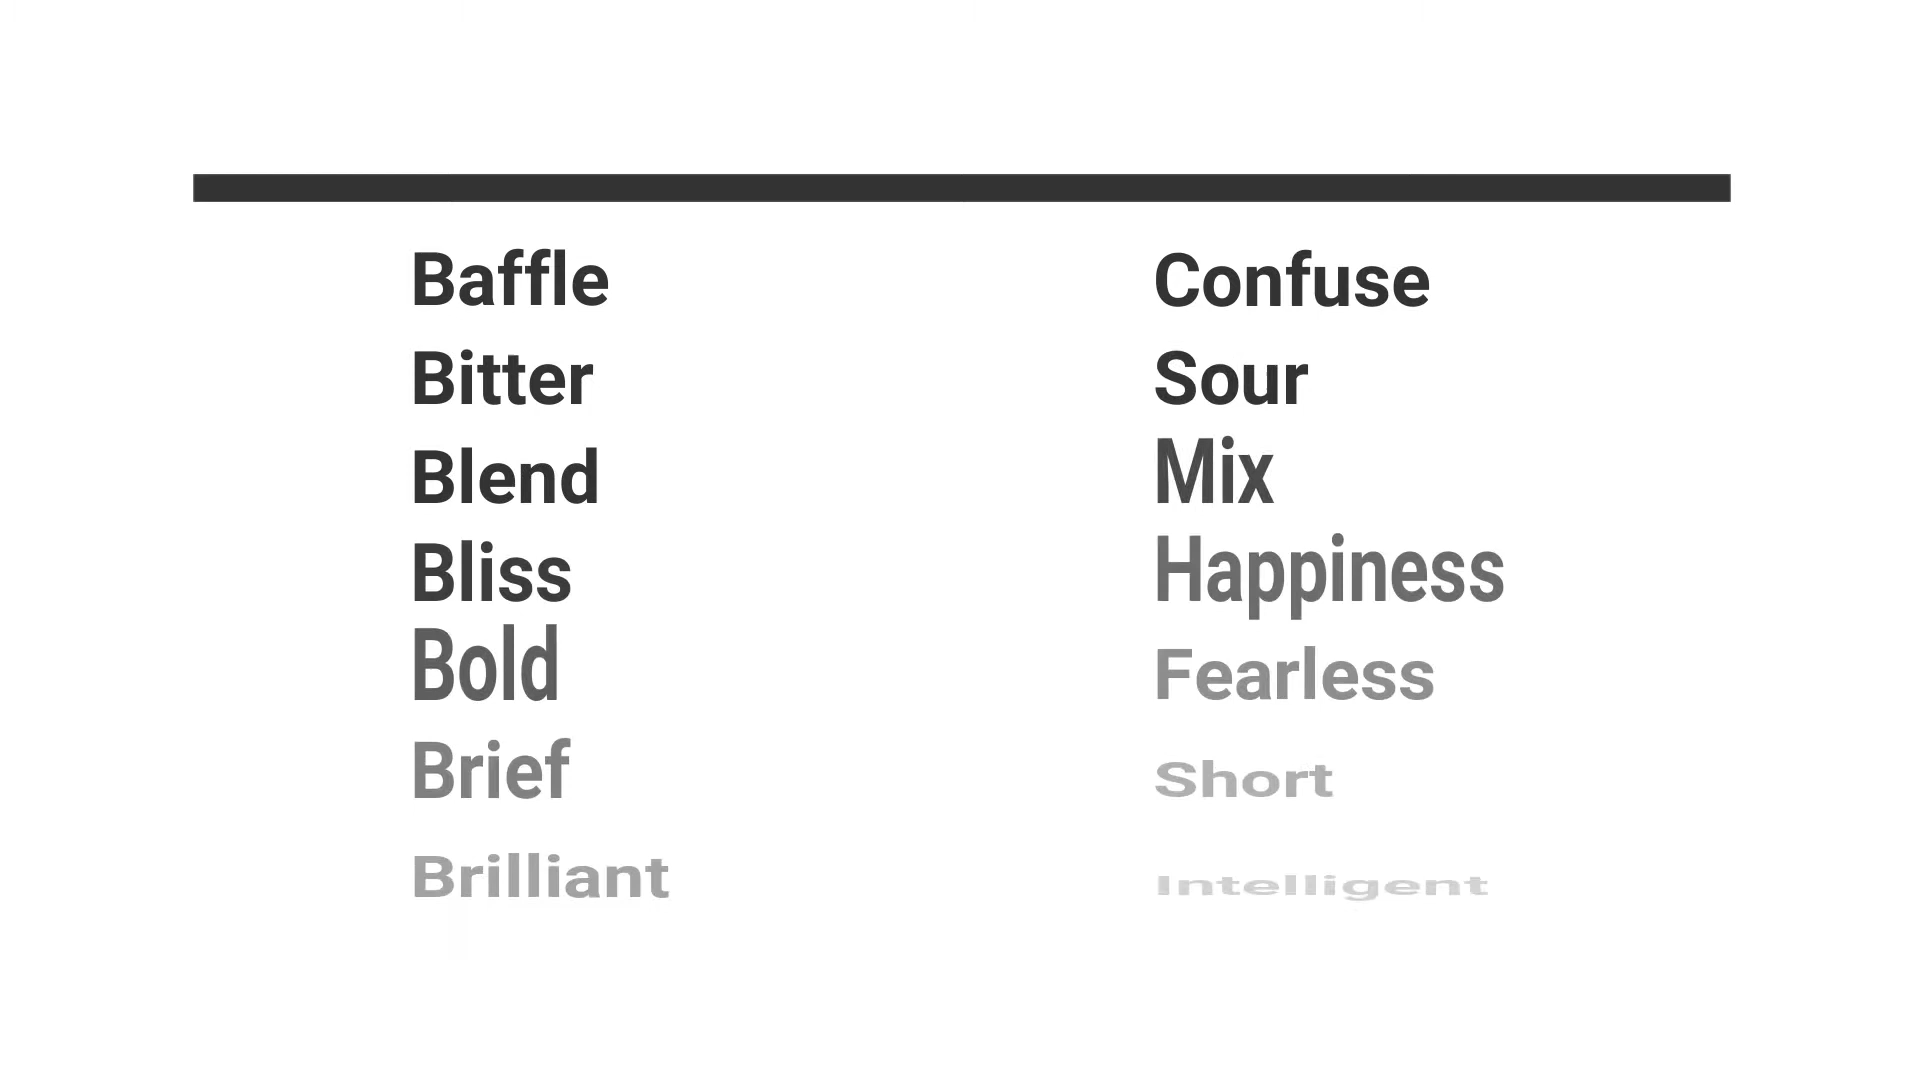 Baffle Confuse
Bitter Sour
Blend Mix
Bliss Happiness
Bold Fearless
Brief Short
Brilliant Intelligent